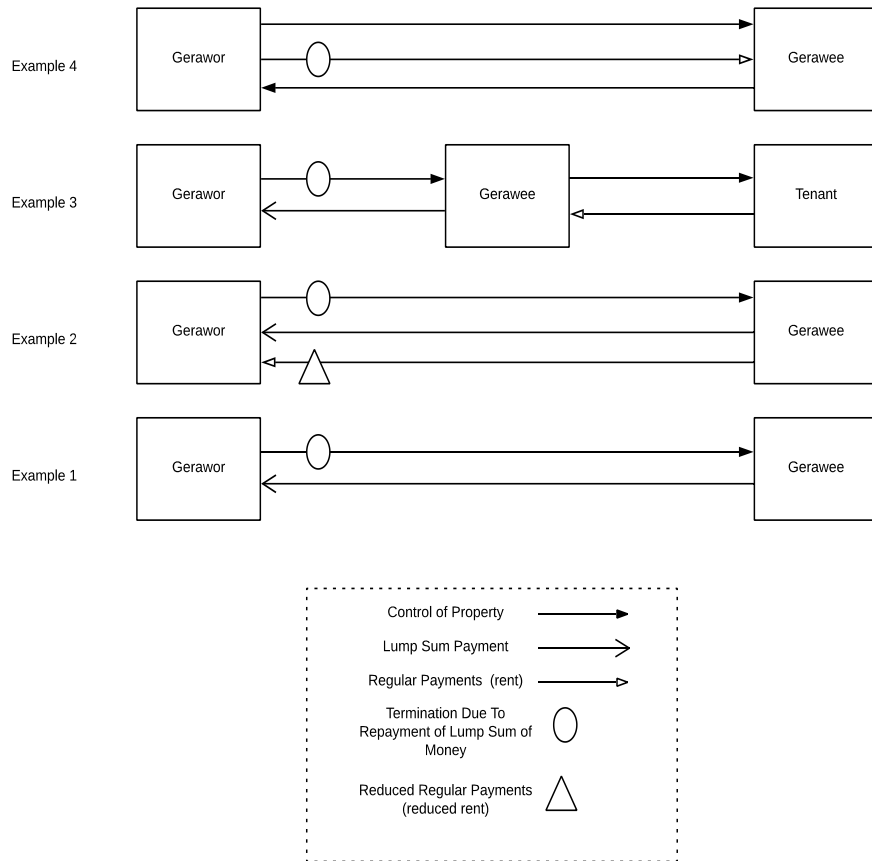 Example 4
Gerawor
Gerawee
Example 3
Gerawor
Gerawee
Tenant
Example 2
Gerawor
Gerawee
Example 1
Gerawor
Gerawee
Control of Property
Lump Sum Payment
Regular Payments (rent)
Termination Due To
Repayment of Lump Sum of
Money
Reduced Regular Payments
(reduced rent)